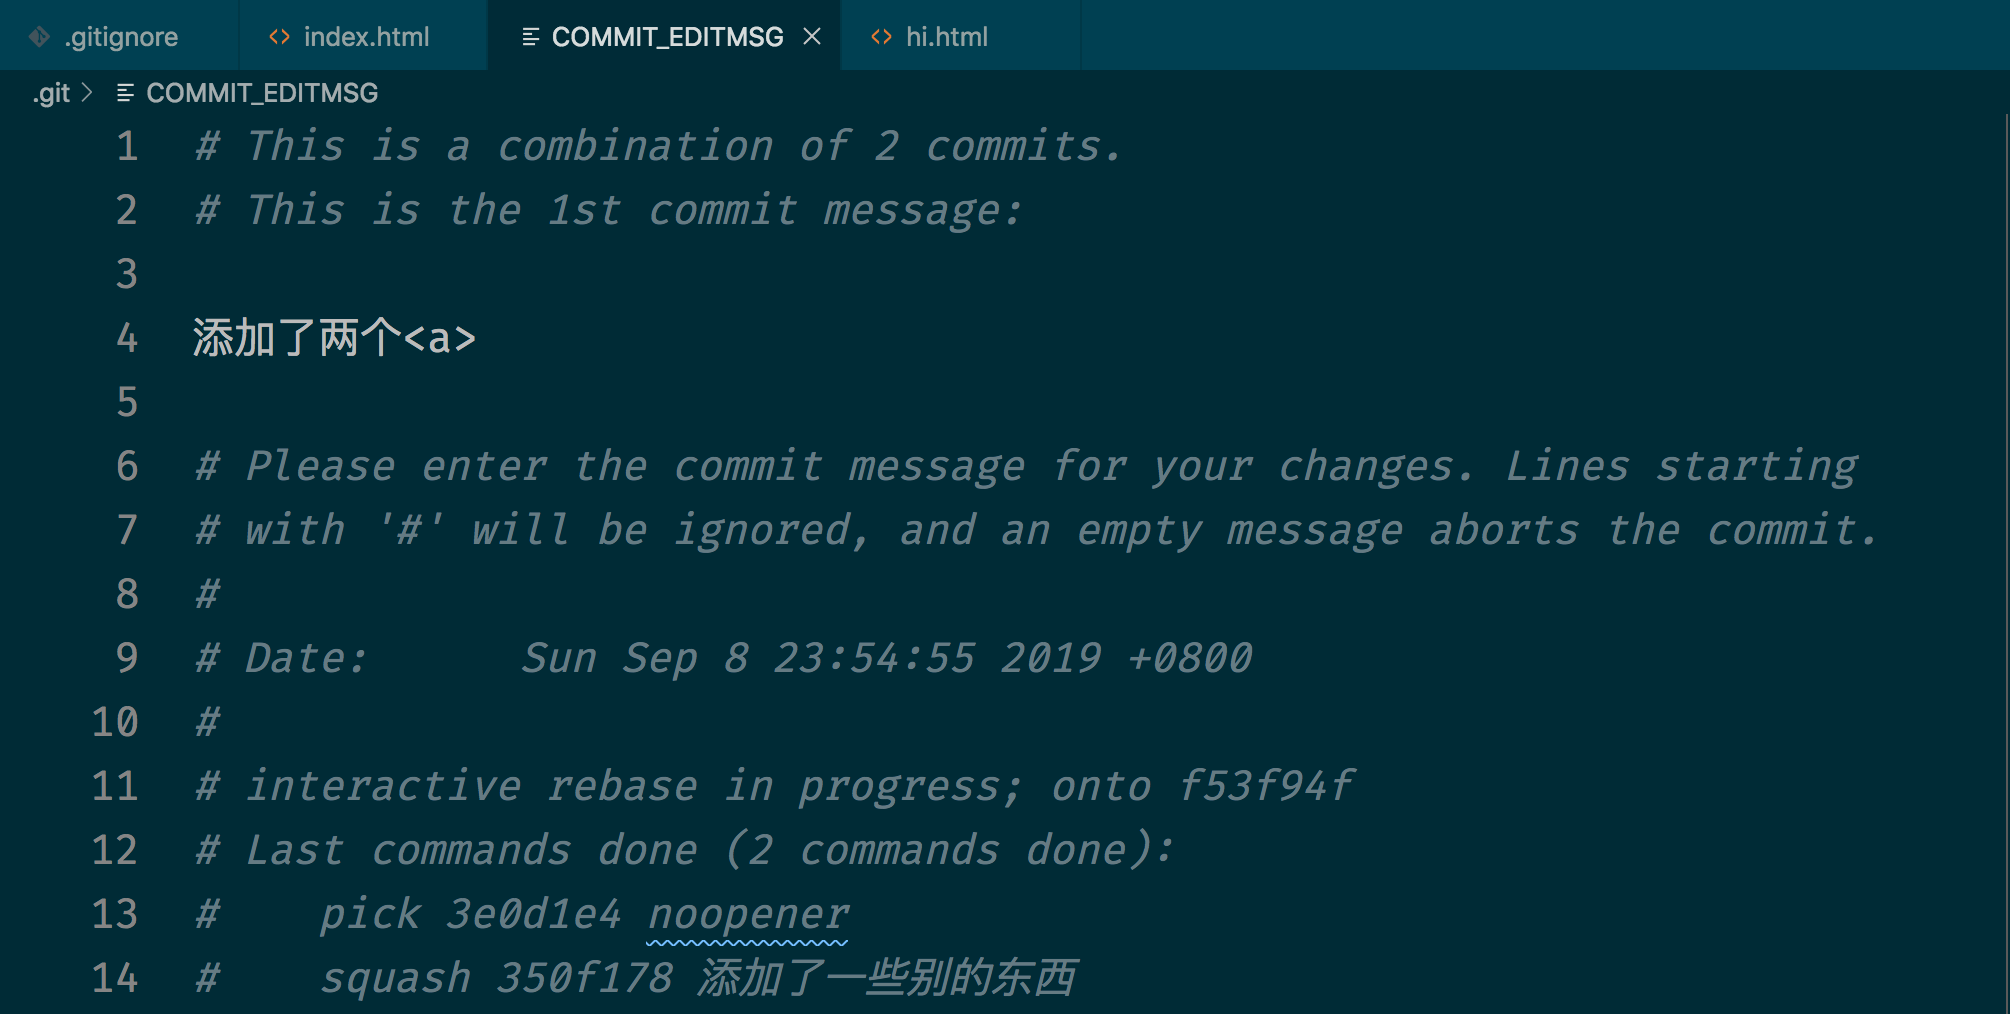 .gitignore index.html COMMIT_EDITMSG hi.html
.git COMMIT_EDITMSG
1 # This is a combination of 2 commits.
2 # This is the 1st commit message:
3
4 添加了两个<a>
5
6 # Please enter the commit message for your changes. Lines starting
7 # with '#' will be ignored, and an empty message aborts the commit.
8 #
9 # Date:      Sun Sep 8 23:54:55 2019 +0800
10 #
11 # interactive rebase in progress; onto f53f94f
12 # Last commands done (2 commands done):
13 #    pick 3e0d1e4 noopener
14 #    squash 350f178 添加了一些别的东西